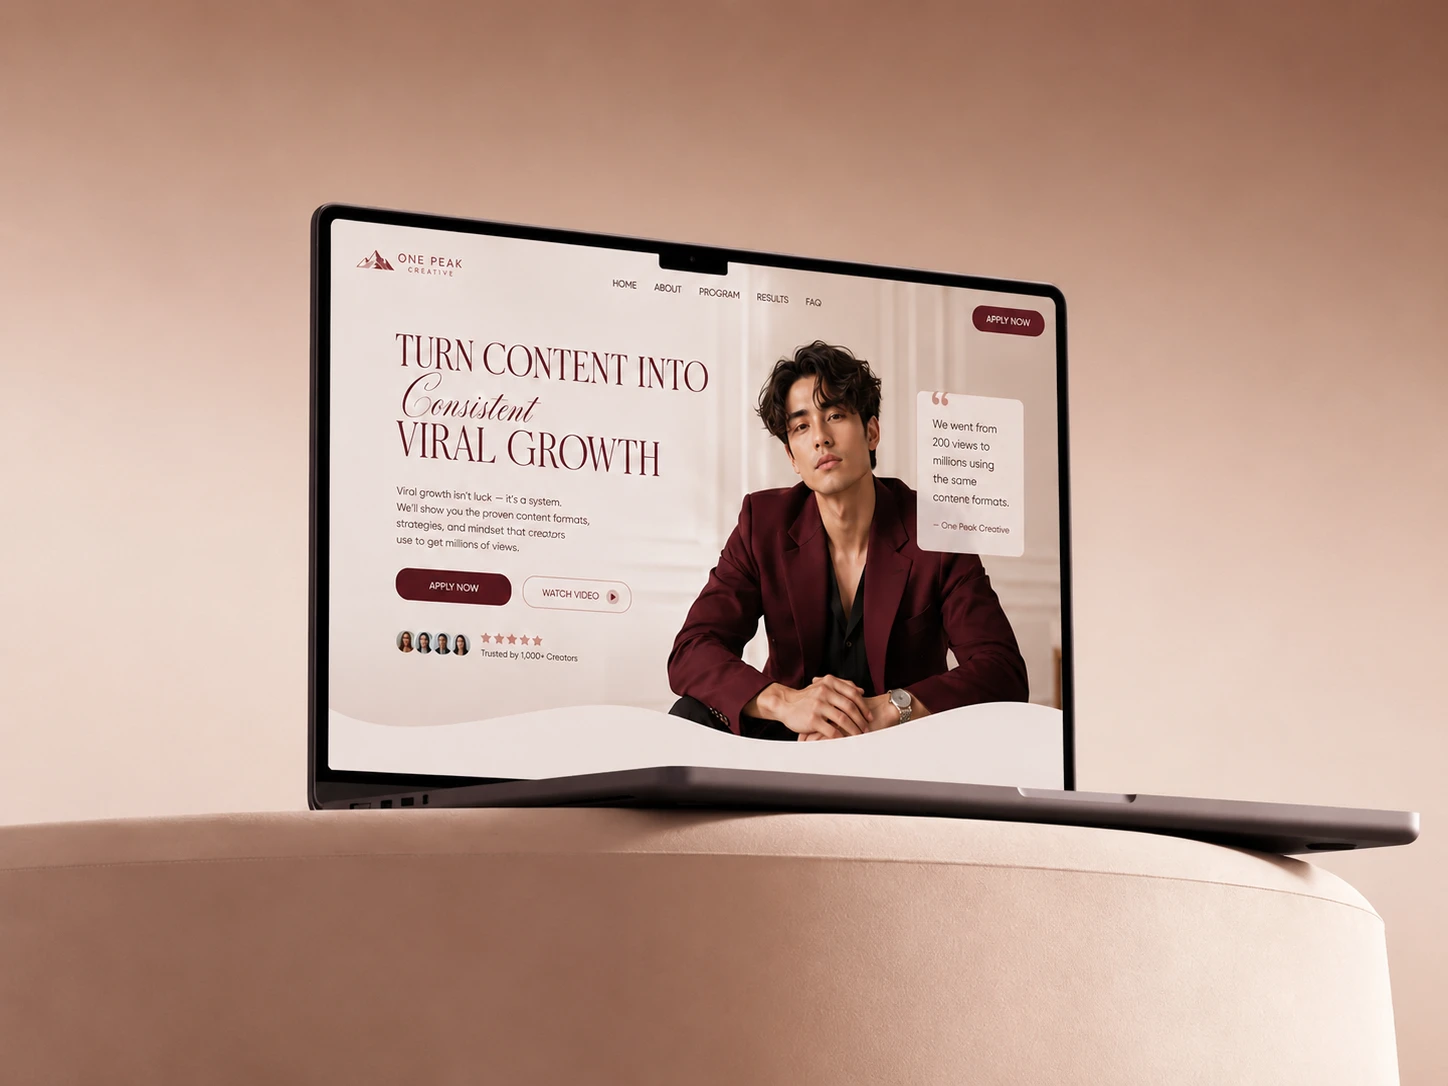 ONE PEAK
CREATIVE
HOME ABOUT PROGRAM RESULTS FAQ
APPLY NOW
TURN CONTENT INTO
Consistent
VIRAL GROWTH
Viral growth isn't luck — it's a system.
We'll show you the proven content formats,
strategies, and mindset that creators
use to get millions of views.
APPLY NOW
WATCH VIDEO
Trusted by 1,000+ Creators
“
We went from
200 views to
millions using
the same
content formats.
— One Peak Creative